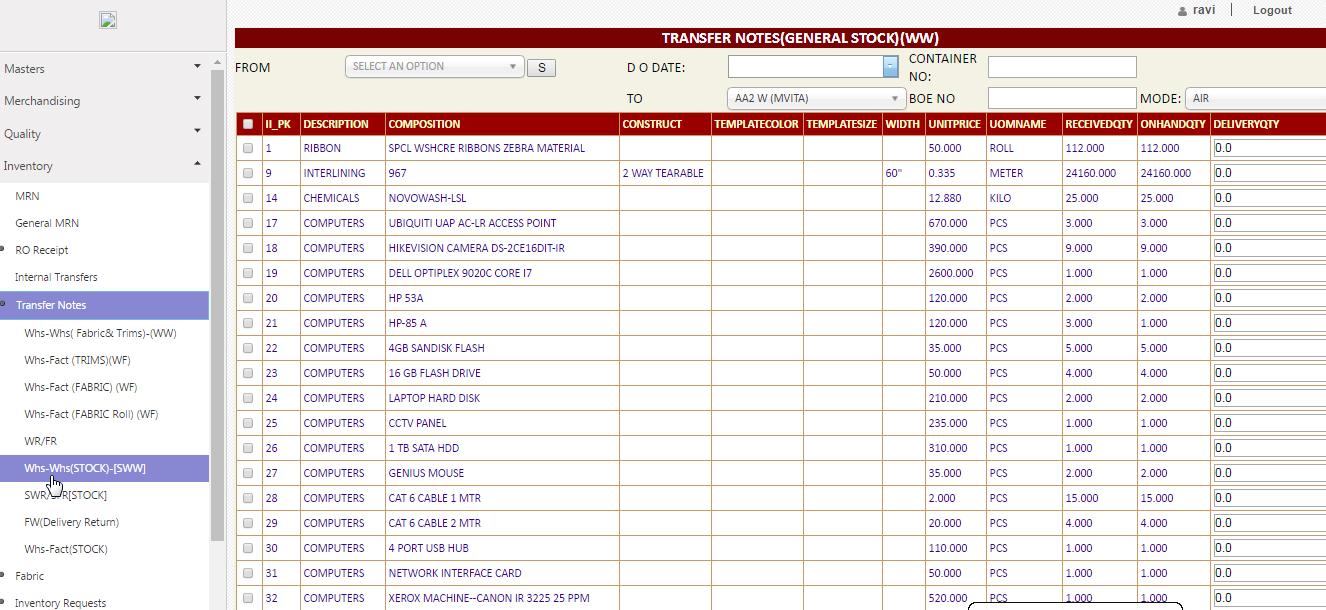 ravi Logout
TRANSFER NOTES(GENERAL STOCK)(WW)
Masters
Merchandising
Quality
Inventory
MRN
General MRN
RO Receipt
Internal Transfers
Transfer Notes
Whs-Whs( Fabric& Trims)-(WW)
Whs-Fact (TRIMS)(WF)
Whs-Fact (FABRIC) (WF)
Whs-Fact (FABRIC Roll) (WF)
WR/FR
Whs-Whs(STOCK)-[SWW]
FW(Delivery Return)
Whs-Fact(STOCK)
Fabric
Inventory Requests
FROM SELECT AN OPTION S D O DATE: CONTAINER NO:
TO AA2 W (MVITA) BOE NO MODE: AIR
II_PK DESCRIPTION COMPOSITION CONSTRUCT TEMPLATECOLOR TEMPLATESIZE WIDTH UNITPRICE UOMNAME RECEIVEDQTY ONHANDQTY DELIVERYQTY
1 RIBBON SPCL WSHCRE RIBBONS ZEBRA MATERIAL 50.000 ROLL 112.000 112.000 0.0
9 INTERLINING 967 2 WAY TEARABLE 60" 0.335 METER 24160.000 24160.000 0.0
14 CHEMICALS NOVOWASH-LSL 12.880 KILO 25.000 25.000 0.0
17 COMPUTERS UBIQUITI UAP AC-LR ACCESS POINT 670.000 PCS 3.000 3.000 0.0
18 COMPUTERS HIKEVISION CAMERA DS-2CE16DIT-IR 390.000 PCS 9.000 9.000 0.0
19 COMPUTERS DELL OPTIPLEX 9020C CORE I7 2600.000 PCS 1.000 1.000 0.0
20 COMPUTERS HP 53A 120.000 PCS 2.000 2.000 0.0
21 COMPUTERS HP-85 A 120.000 PCS 3.000 1.000 0.0
22 COMPUTERS 4GB SANDISK FLASH 35.000 PCS 5.000 5.000 0.0
23 COMPUTERS 16 GB FLASH DRIVE 50.000 PCS 4.000 4.000 0.0
24 COMPUTERS LAPTOP HARD DISK 210.000 PCS 2.000 2.000 0.0
25 COMPUTERS CCTV PANEL 235.000 PCS 1.000 1.000 0.0
26 COMPUTERS 1 TB SATA HDD 310.000 PCS 1.000 1.000 0.0
27 COMPUTERS GENIUS MOUSE 35.000 PCS 2.000 2.000 0.0
28 COMPUTERS CAT 6 CABLE 1 MTR 2.000 PCS 15.000 15.000 0.0
29 COMPUTERS CAT 6 CABLE 2 MTR 20.000 PCS 4.000 4.000 0.0
30 COMPUTERS 4 PORT USB HUB 110.000 PCS 1.000 1.000 0.0
31 COMPUTERS NETWORK INTERFACE CARD 50.000 PCS 1.000 1.000 0.0
32 COMPUTERS XEROX MACHINE--CANON IR 3225 25 PPM 520.000 PCS 1.000 1.000 0.0